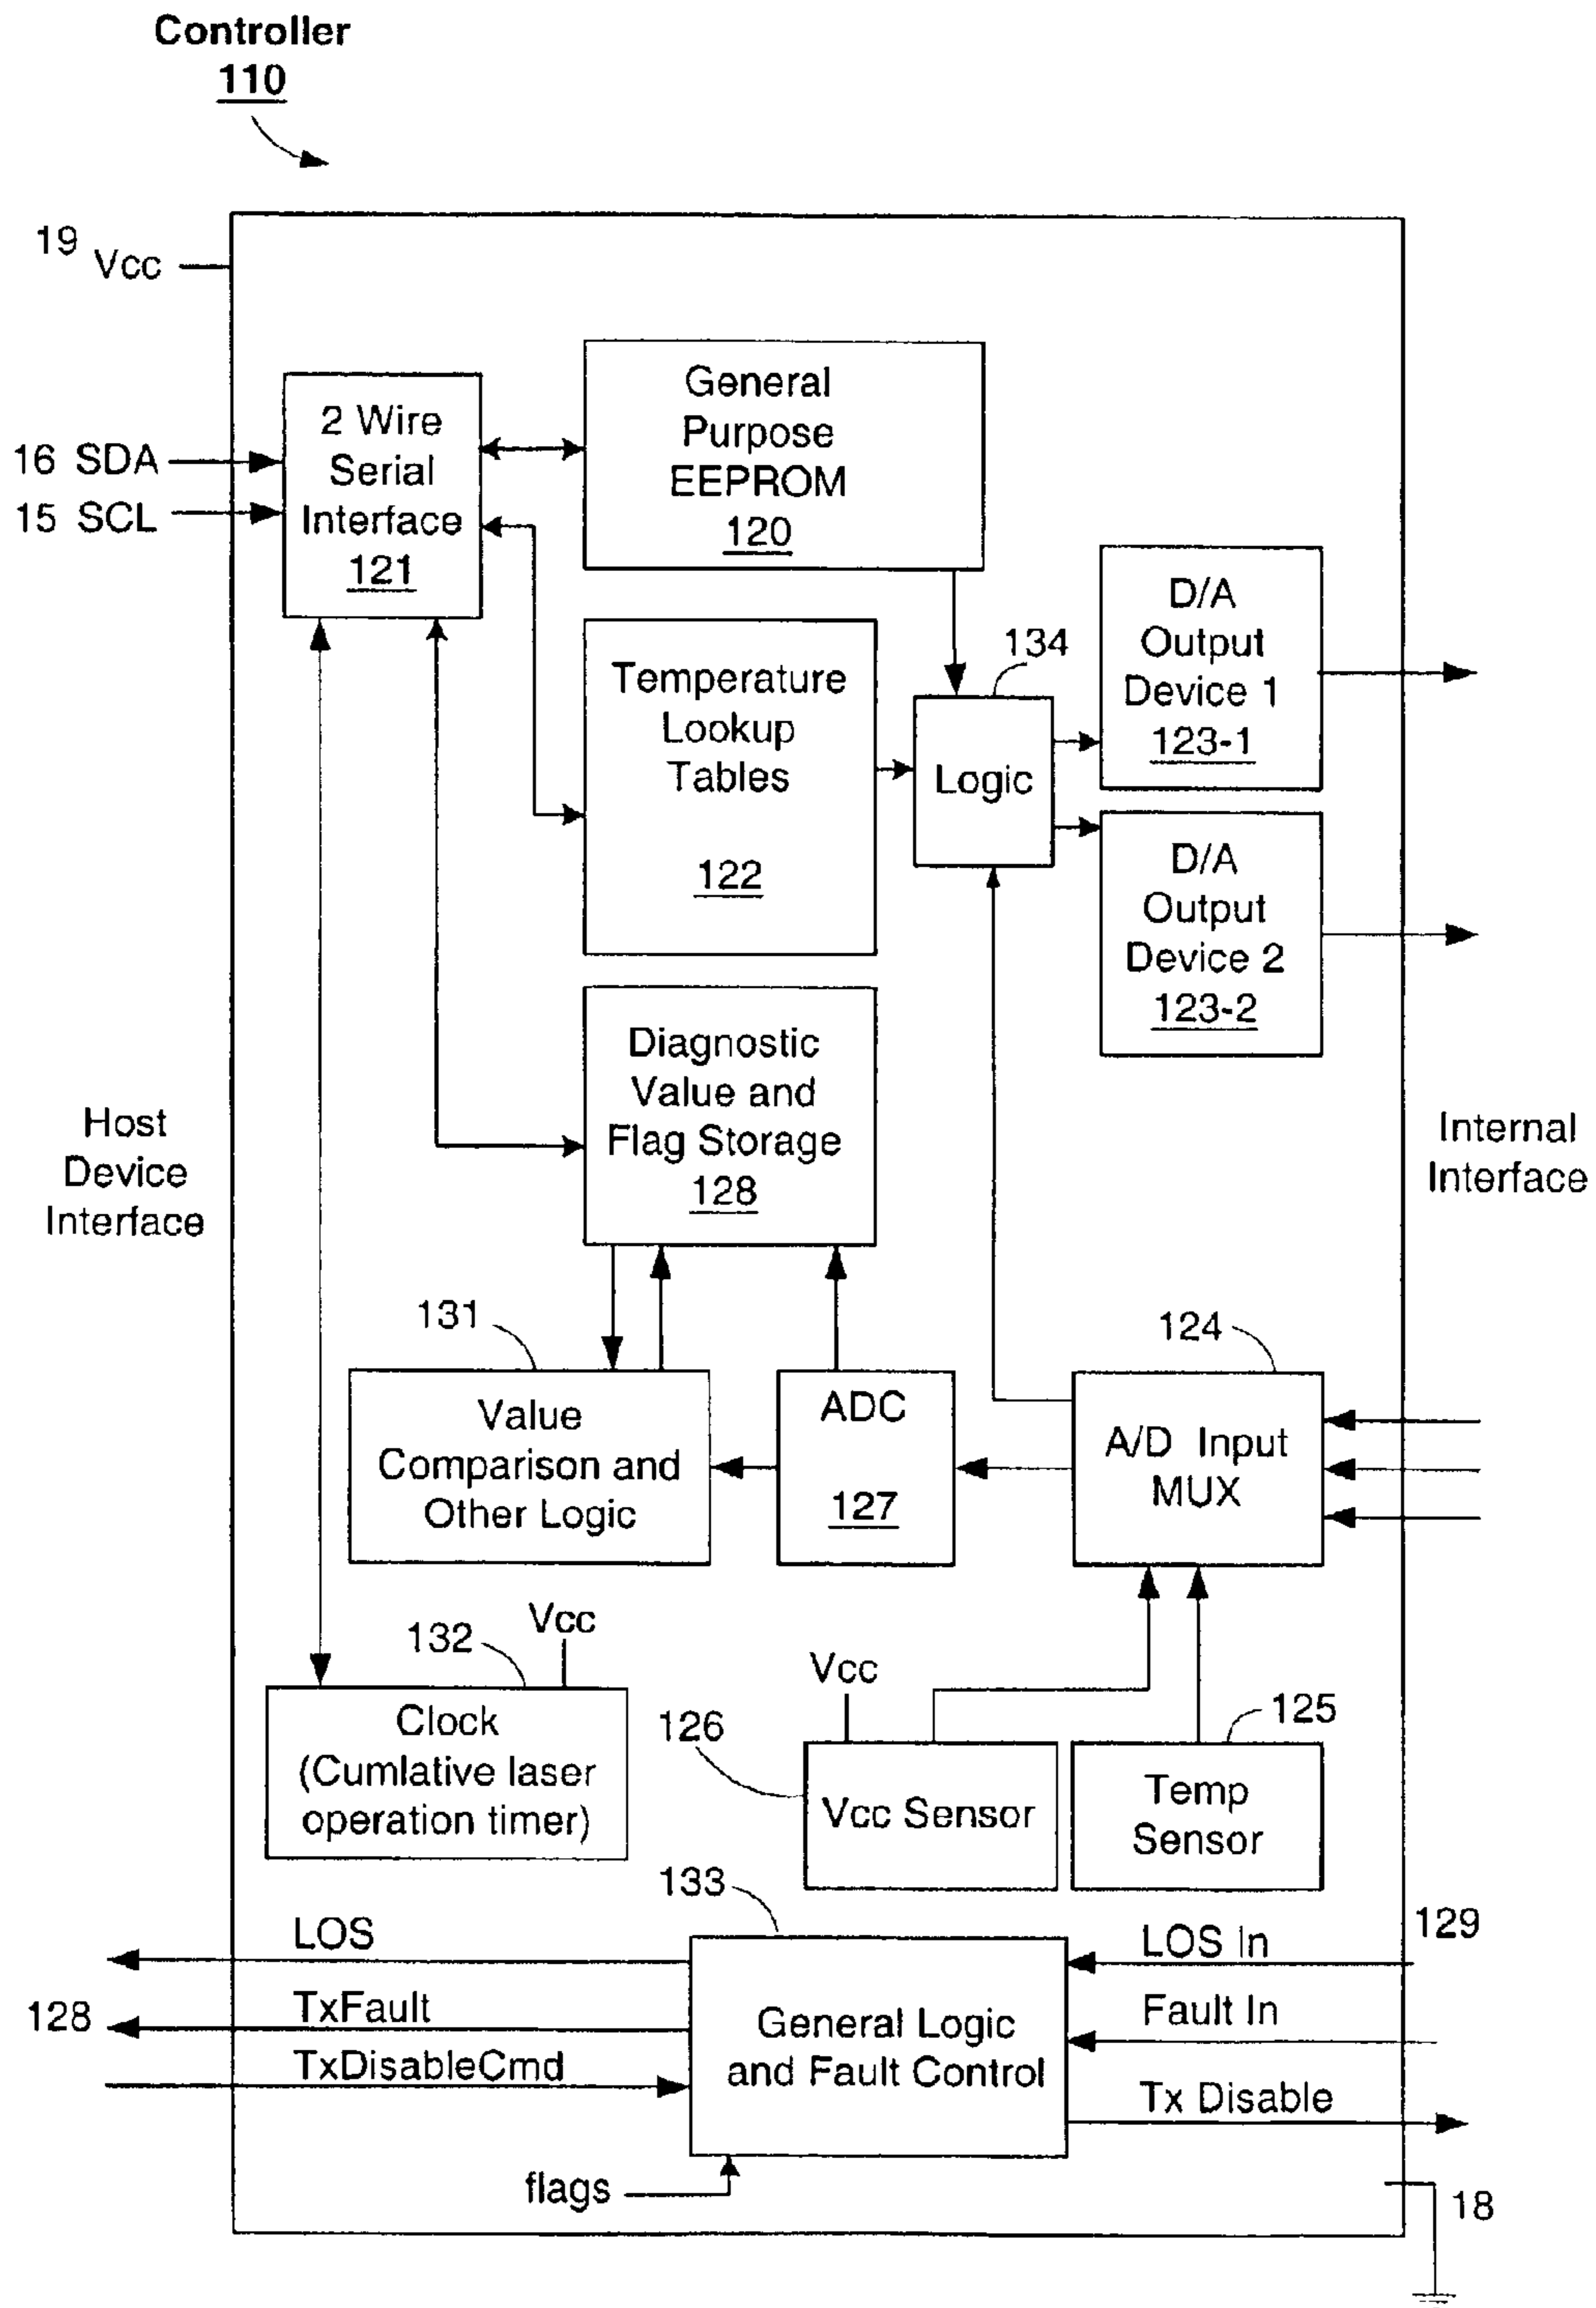 Controller
110
19
Vcc
General
Purpose
EEPROM
120
2 Wire
Serial
Interface
121
16 SDA
15 SCL
D/A
Output
Device 1
123-1
134
Temperature
Lookup
Tables
122
Logic
D/A
Output
Device 2
123-2
Diagnostic
Value and
Flag Storage
128
Host
Device
Interface
Internal
Interface
131
124
Value
Comparison and
Other Logic
ADC
127
A/D Input
MUX
132
Vcc
Clock
(Cumlative laser
operation timer)
Vcc
126
125
Vcc Sensor
Temp
Sensor
133
129
LOS
LOS In
128
TxFault
Fault In
General Logic
and Fault Control
TxDisableCmd
Tx Disable
flags
18